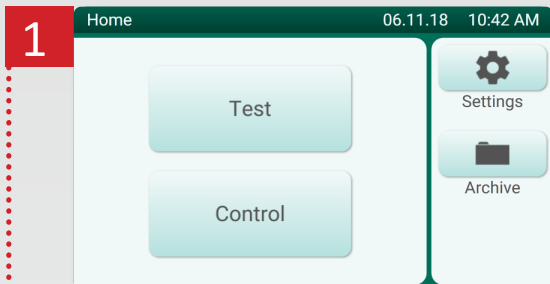 1
Home 06.11.18 10:42 AM
Test
Settings
Control
Archive